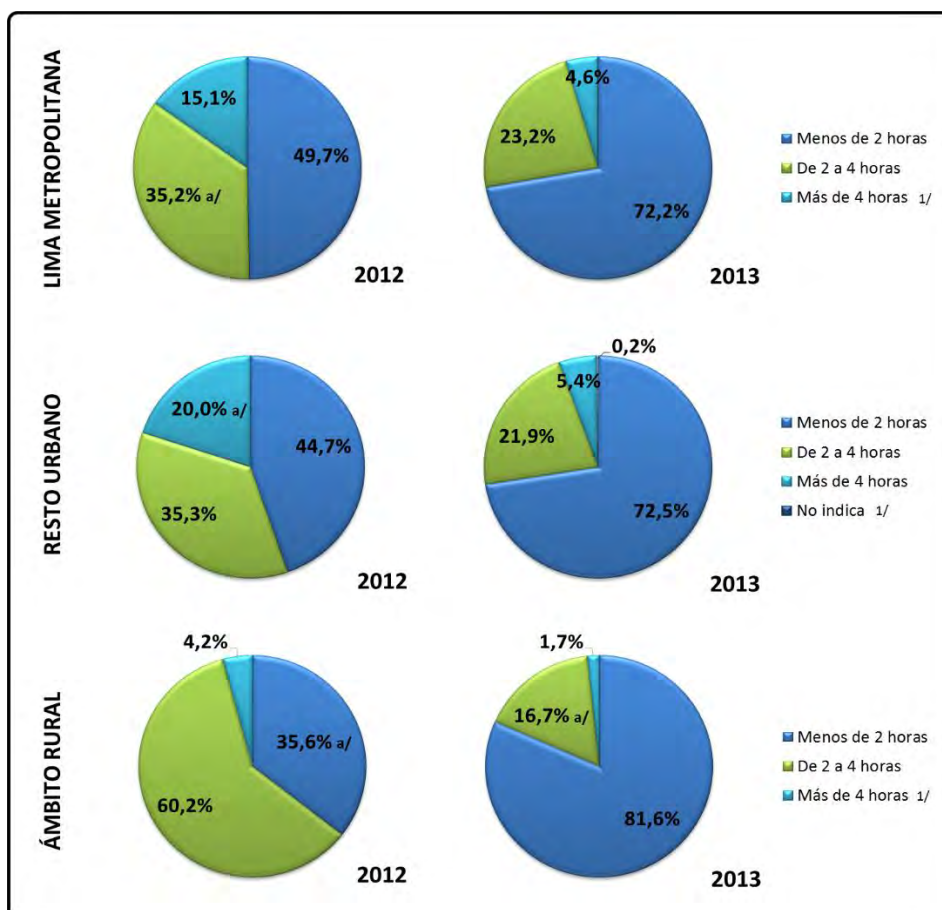 LIMA METROPOLITANA
15,1%
49,7%
35,2% a/
2012
4,6%
23,2%
72,2%
2013
Menos de 2 horas
De 2 a 4 horas
Más de 4 horas 1/
RESTO URBANO
20,0% a/
44,7%
35,3%
2012
0,2%
5,4%
21,9%
72,5%
2013
Menos de 2 horas
De 2 a 4 horas
Más de 4 horas
No indica 1/
ÁMBITO RURAL
4,2%
35,6% a/
60,2%
2012
1,7%
16,7% a/
81,6%
2013
Menos de 2 horas
De 2 a 4 horas
Más de 4 horas 1/